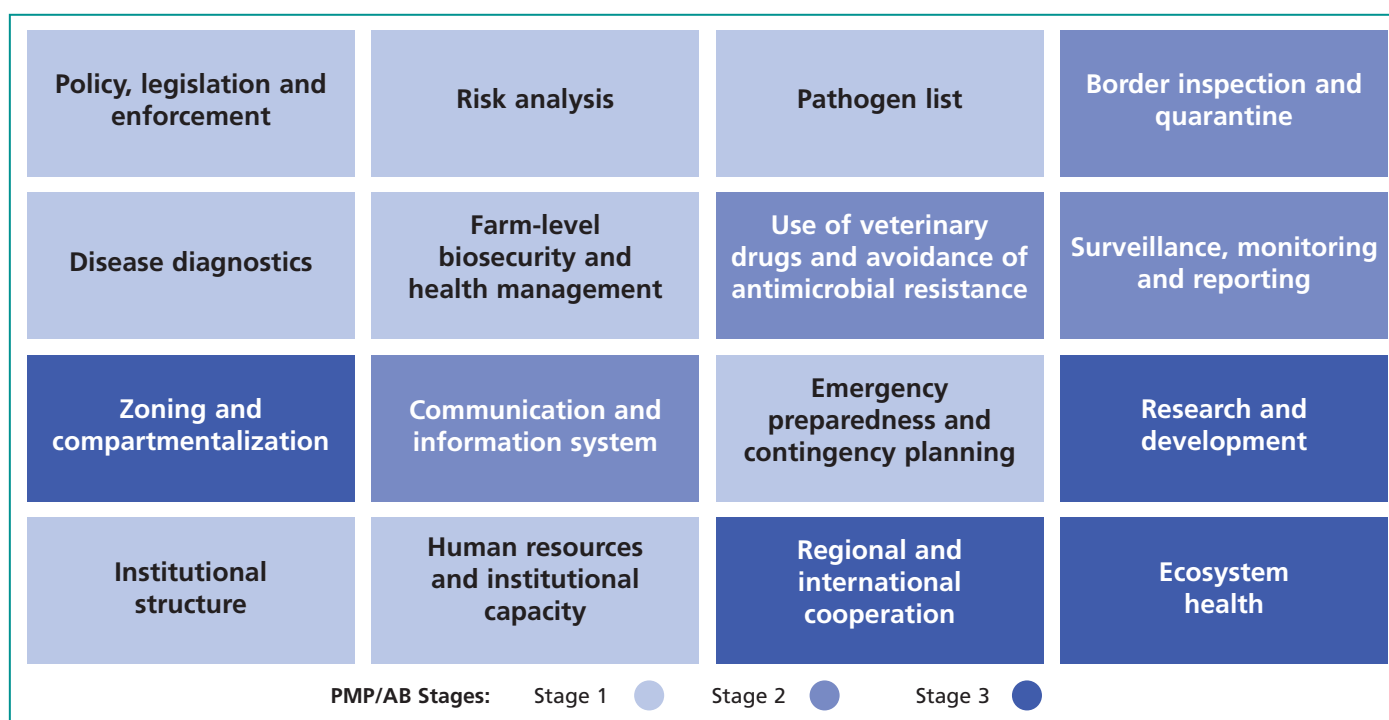 Policy, legislation and
enforcement
Risk analysis
Pathogen list
Border inspection and
quarantine
Disease diagnostics
Farm-level
biosecurity and
health management
Use of veterinary
drugs and avoidance of
antimicrobial resistance
Surveillance, monitoring
and reporting
Zoning and
compartmentalization
Communication and
information system
Emergency
preparedness and
contingency planning
Research and
development
Institutional
structure
Human resources
and institutional
capacity
Regional and
international
cooperation
Ecosystem
health
PMP/AB Stages: Stage 1 Stage 2 Stage 3